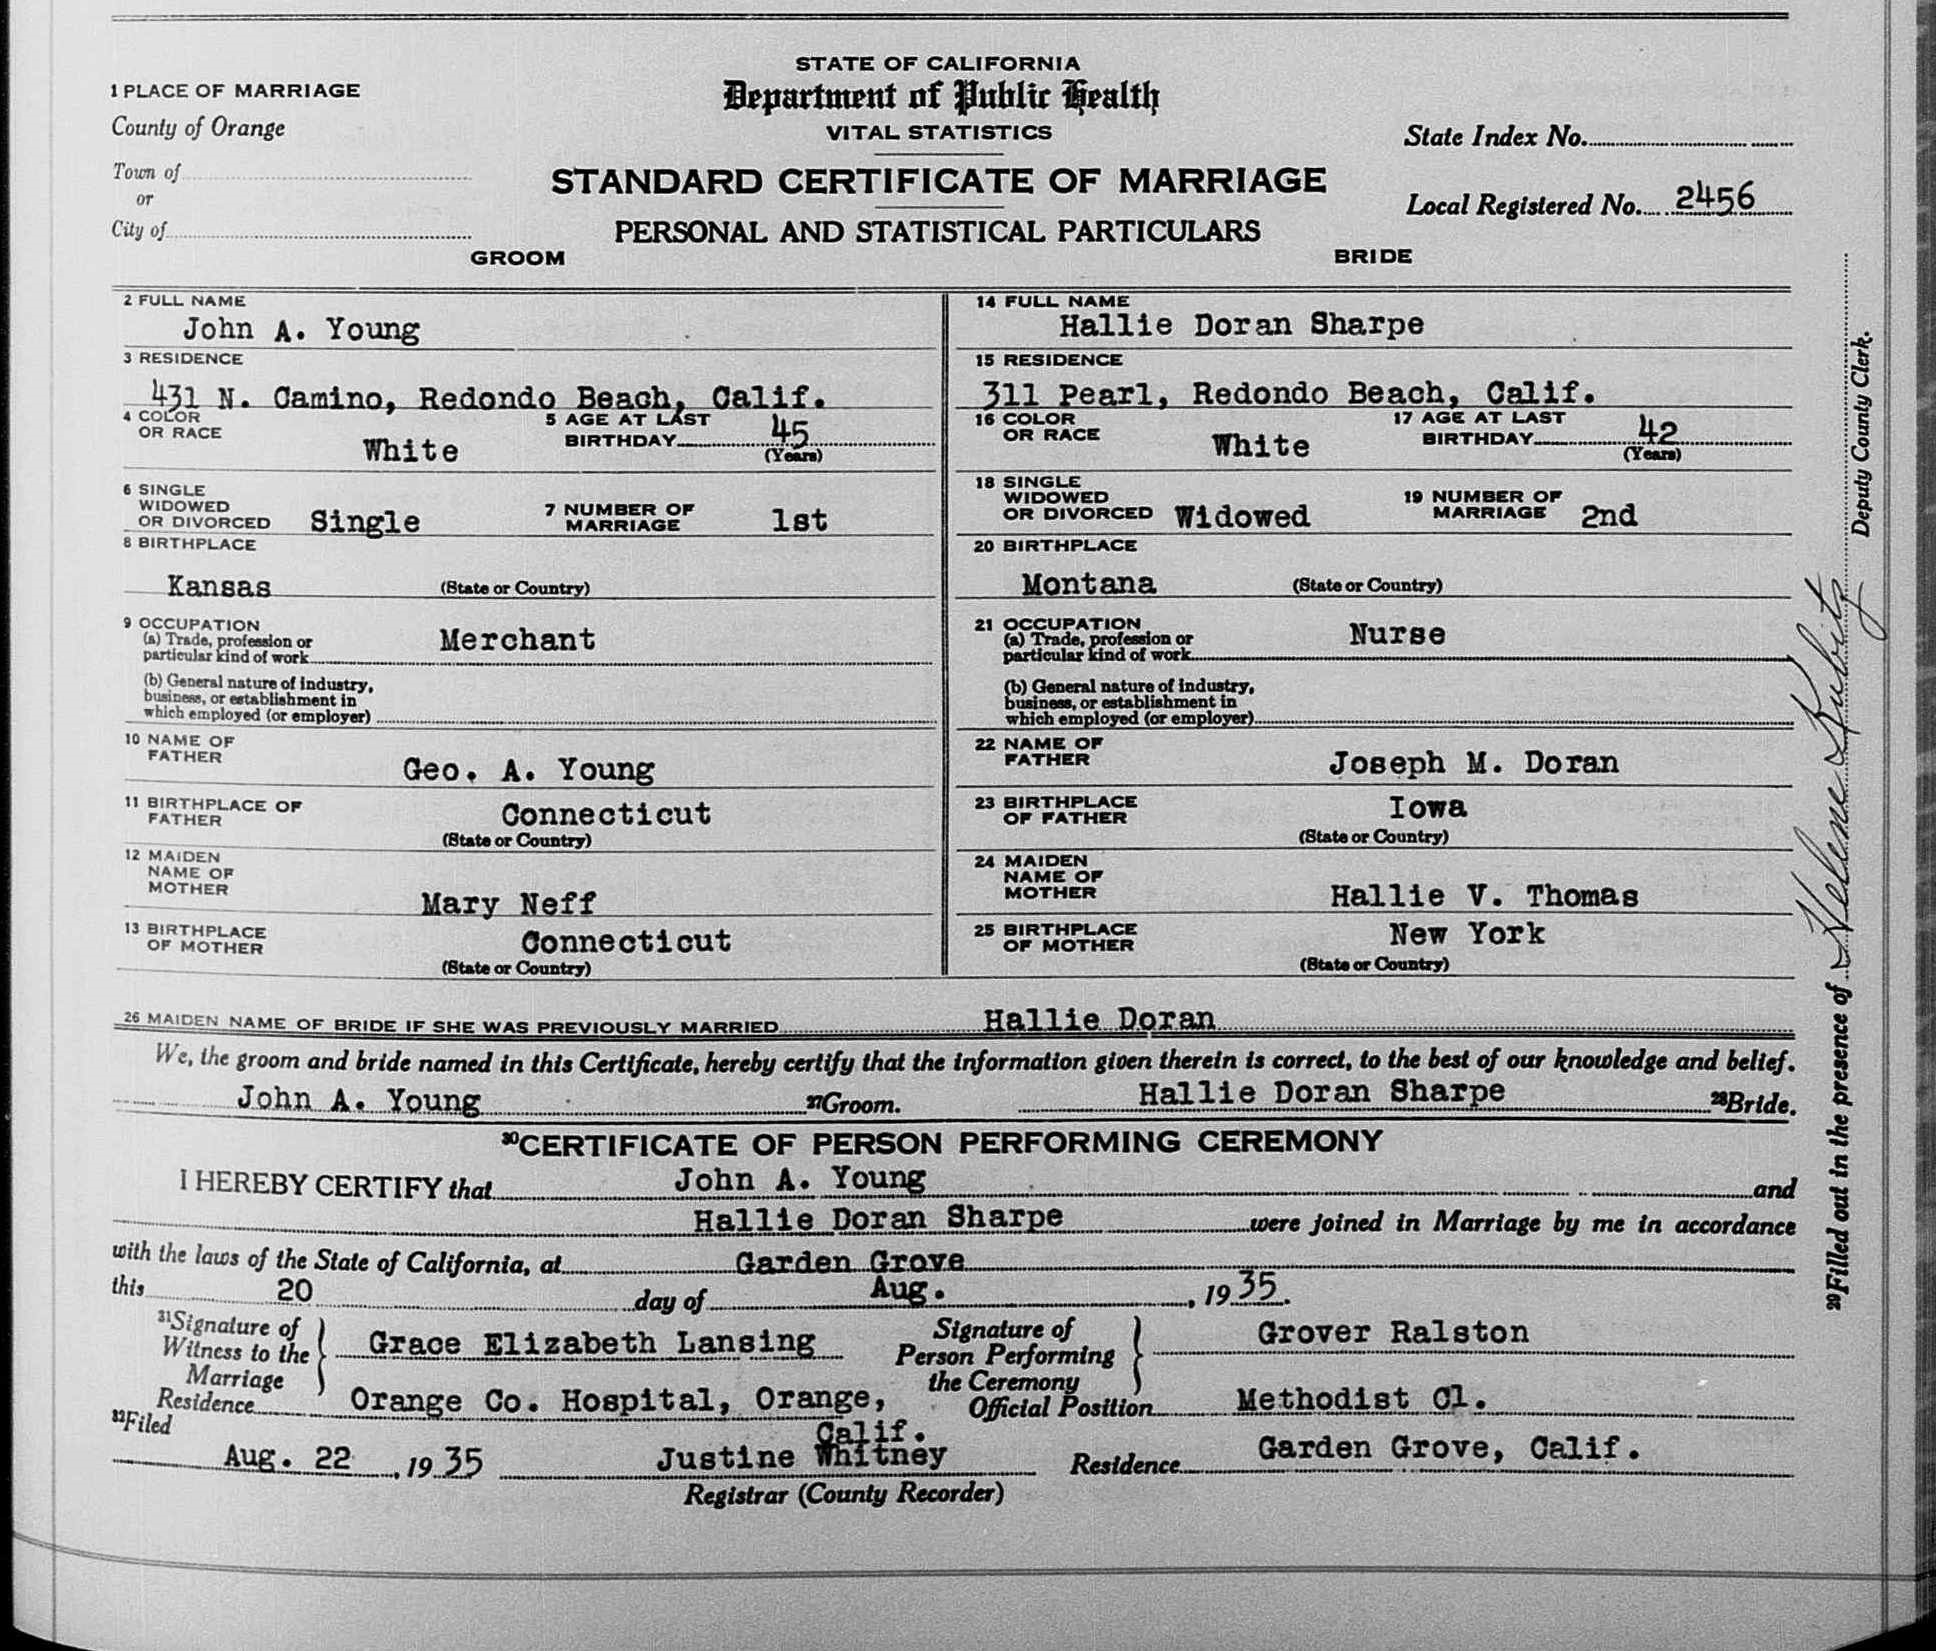 STATE OF CALIFORNIA
1 PLACE OF MARRIAGE
Department of Public Health
County of Orange
VITAL STATISTICS
State Index No.
Town of
or
STANDARD CERTIFICATE OF MARRIAGE
Local Registered No. 2456
City of
PERSONAL AND STATISTICAL PARTICULARS
GROOM BRIDE
2 FULL NAME
John A. Young
14 FULL NAME
Hallie Doran Sharpe
3 RESIDENCE
431 N. Camino, Redondo Beach, Calif.
15 RESIDENCE
311 Pearl, Redondo Beach, Calif.
4 COLOR
OR RACE White
5 AGE AT LAST
BIRTHDAY 45
(Years)
16 COLOR
OR RACE White
17 AGE AT LAST
BIRTHDAY 42
(Years)
6 SINGLE
WIDOWED
OR DIVORCED Single
7 NUMBER OF
MARRIAGE 1st
18 SINGLE
WIDOWED
OR DIVORCED Widowed
19 NUMBER OF
MARRIAGE 2nd
8 BIRTHPLACE
Kansas (State or Country)
20 BIRTHPLACE
Montana (State or Country)
9 OCCUPATION
(a) Trade, profession or
particular kind of work Merchant
(b) General nature of industry,
business, or establishment in
which employed (or employer)
21 OCCUPATION
(a) Trade, profession or
particular kind of work Nurse
(b) General nature of industry,
business, or establishment in
which employed (or employer)
10 NAME OF
FATHER Geo. A. Young
22 NAME OF
FATHER Joseph M. Doran
11 BIRTHPLACE OF
FATHER Connecticut
(State or Country)
23 BIRTHPLACE
OF FATHER Iowa
(State or Country)
12 MAIDEN
NAME OF
MOTHER Mary Neff
24 MAIDEN
NAME OF
MOTHER Hallie V. Thomas
13 BIRTHPLACE
OF MOTHER Connecticut
(State or Country)
25 BIRTHPLACE
OF MOTHER New York
(State or Country)
26 MAIDEN NAME OF BRIDE IF SHE WAS PREVIOUSLY MARRIED Hallie Doran
We, the groom and bride named in this Certificate, hereby certify that the information given therein is correct, to the best of our knowledge and belief.
John A. Young 27Groom. Hallie Doran Sharpe 28Bride.
30CERTIFICATE OF PERSON PERFORMING CEREMONY
I HEREBY CERTIFY that John A. Young and
Hallie Doran Sharpe were joined in Marriage by me in accordance
with the laws of the State of California, at Garden Grove
this 20 day of Aug. , 1935.
31Signature of
Witness to the
Marriage
Grace Elizabeth Lansing
Signature of
Person Performing
the Ceremony
Grover Ralston
Residence Orange Co. Hospital, Orange,
Calif.
Official Position Methodist Cl.
32Filed
Aug. 22 , 1935 Justine Whitney
Registrar (County Recorder)
Residence Garden Grove, Calif.
29Filled out in the presence of Helene Deputy County Clerk.